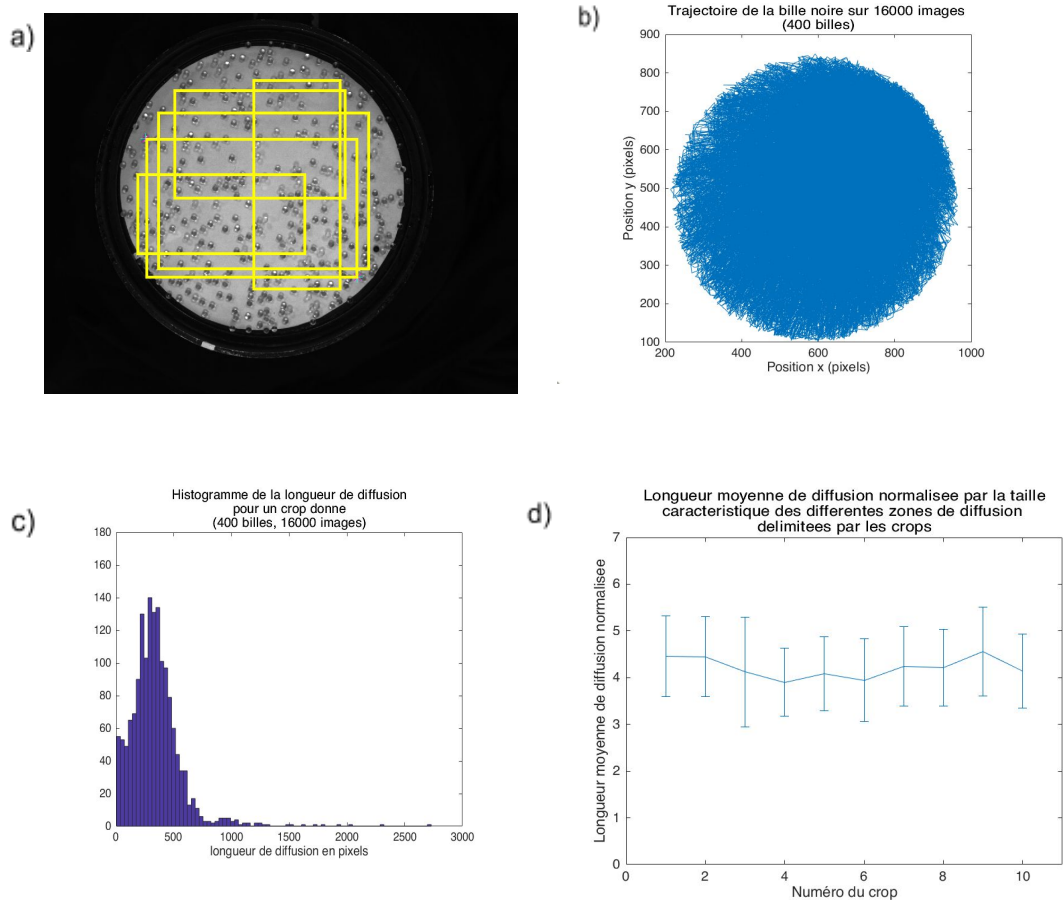 a)
b)
Trajectoire de la bille noire sur 16000 images
(400 billes)
900
800
700
600
500
400
300
200
100
Position y (pixels)
200 400 600 800 1000
Position x (pixels)
c)
Histogramme de la longueur de diffusion
pour un crop donne
(400 billes, 16000 images)
180
160
140
120
100
80
60
40
20
0
0 500 1000 1500 2000 2500 3000
longueur de diffusion en pixels
d)
Longueur moyenne de diffusion normalisee par la taille
caracteristique des differentes zones de diffusion
delimitees par les crops
7
6
5
4
3
2
1
0
Longueur moyenne de diffusion normalisee
0 2 4 6 8 10
Numéro du crop